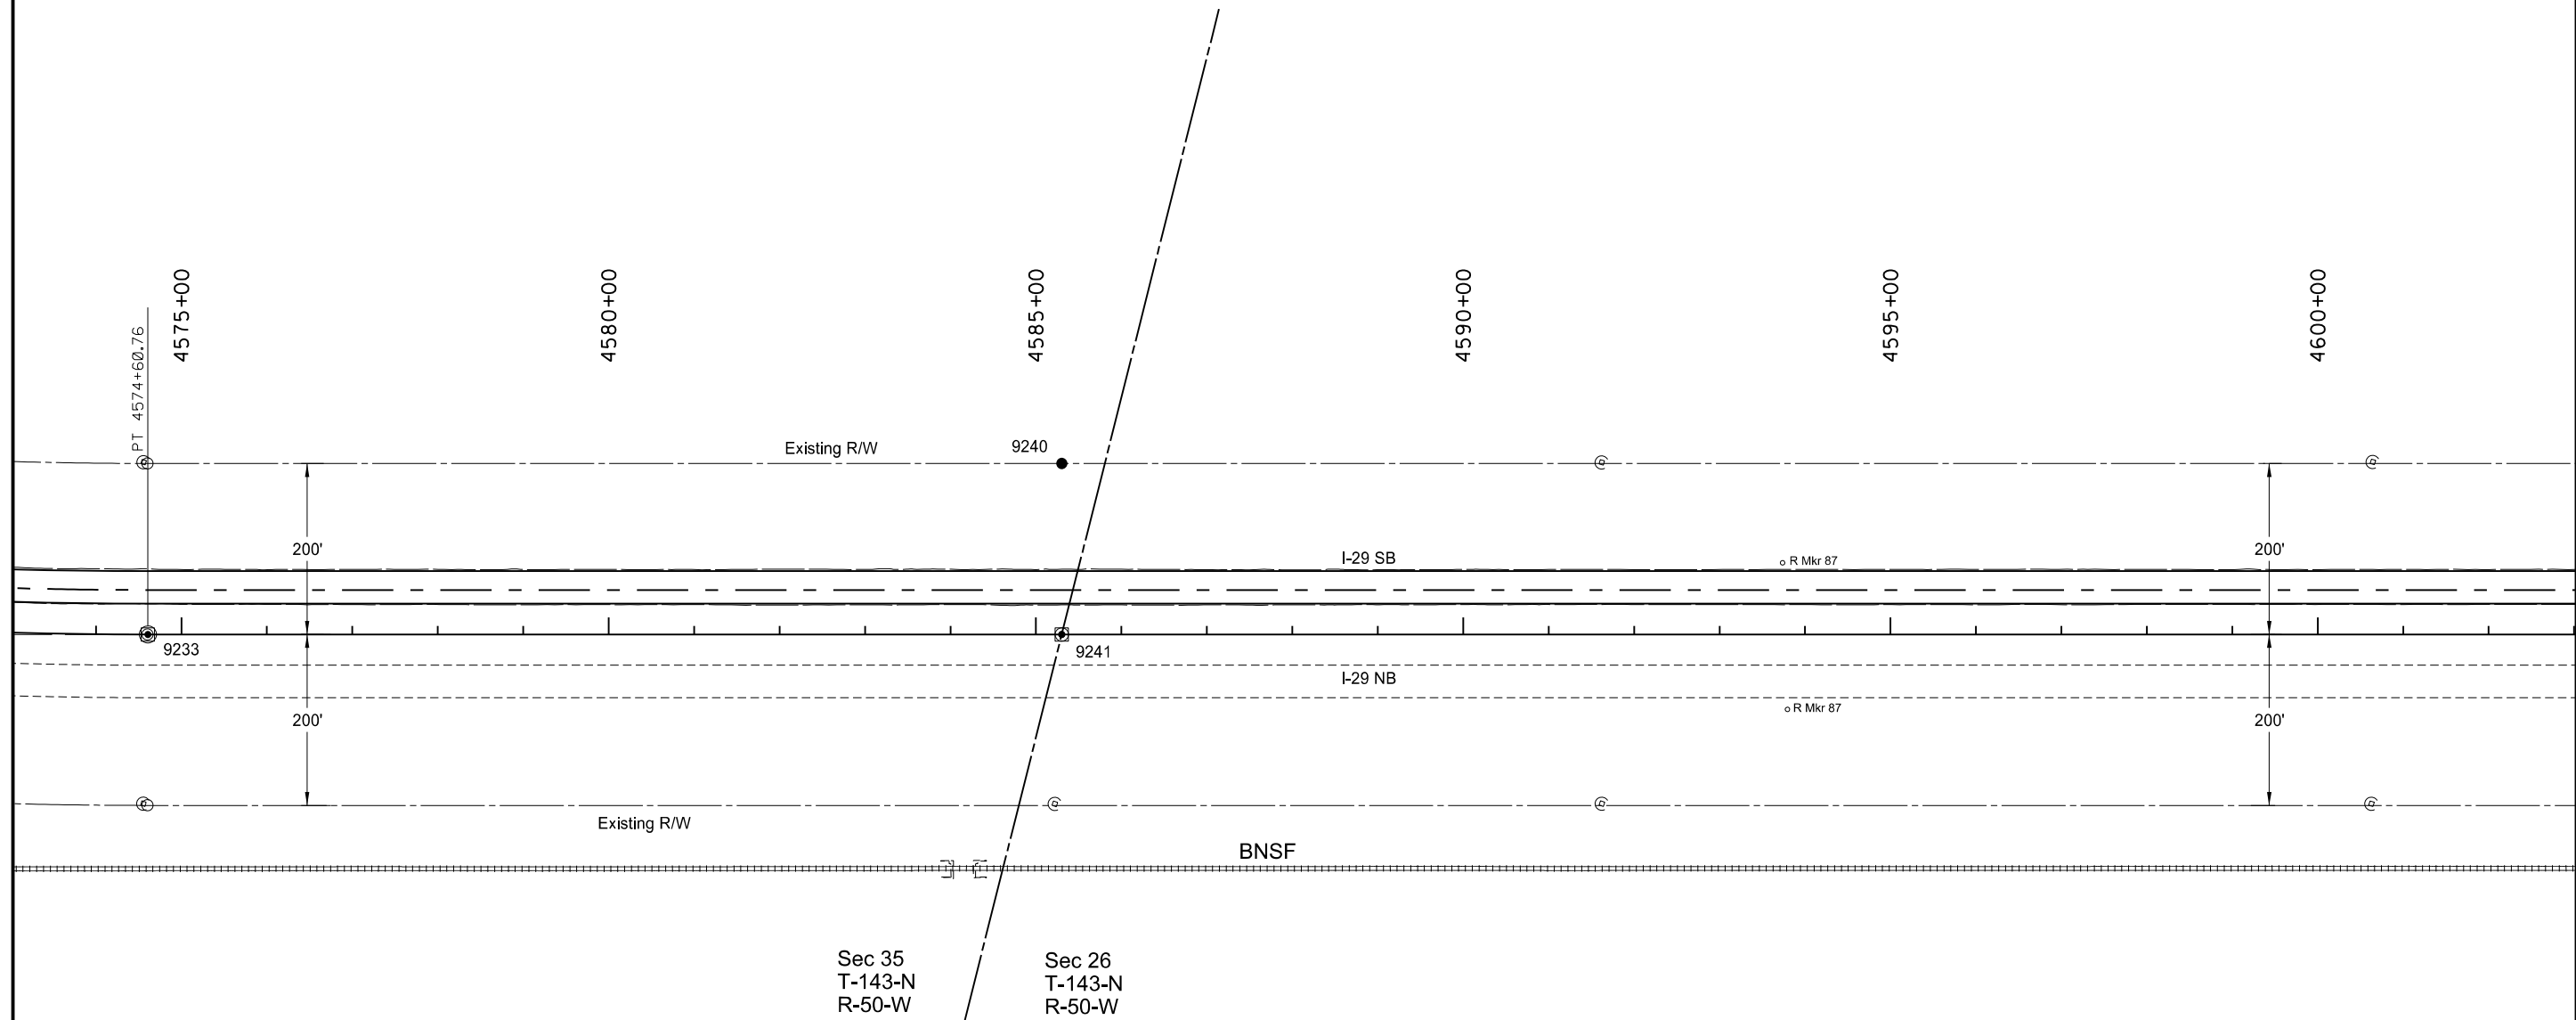 4575+00
4580+00
4585+00
4590+00
4595+00
4600+00
PT 4574+60.76
Existing R/W
9240
200'
I-29 SB
R Mkr 87
200'
9233
9241
I-29 NB
R Mkr 87
200'
200'
Existing R/W
BNSF
Sec 35
T-143-N
R-50-W
Sec 26
T-143-N
R-50-W